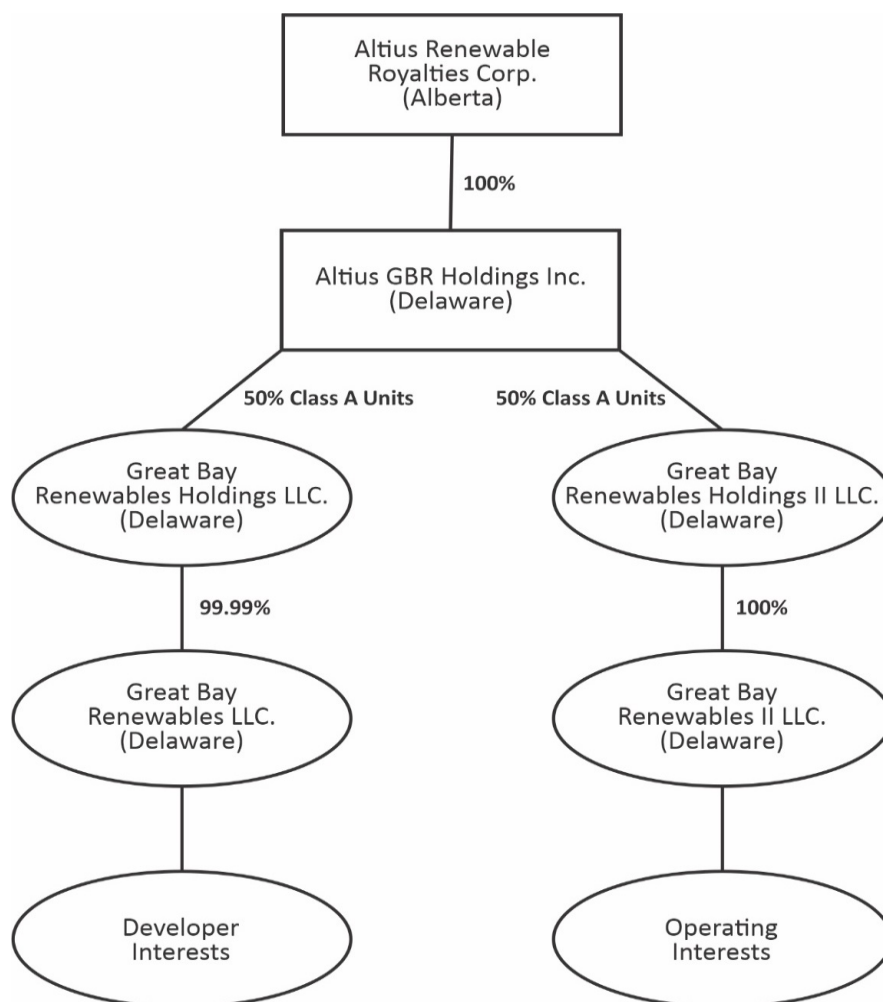 Altius Renewable
Royalties Corp.
(Alberta)
100%
Altius GBR Holdings Inc.
(Delaware)
50% Class A Units
50% Class A Units
Great Bay
Renewables Holdings LLC.
(Delaware)
Great Bay
Renewables Holdings II LLC.
(Delaware)
99.99%
100%
Great Bay
Renewables LLC.
(Delaware)
Great Bay
Renewables II LLC.
(Delaware)
Developer
Interests
Operating
Interests